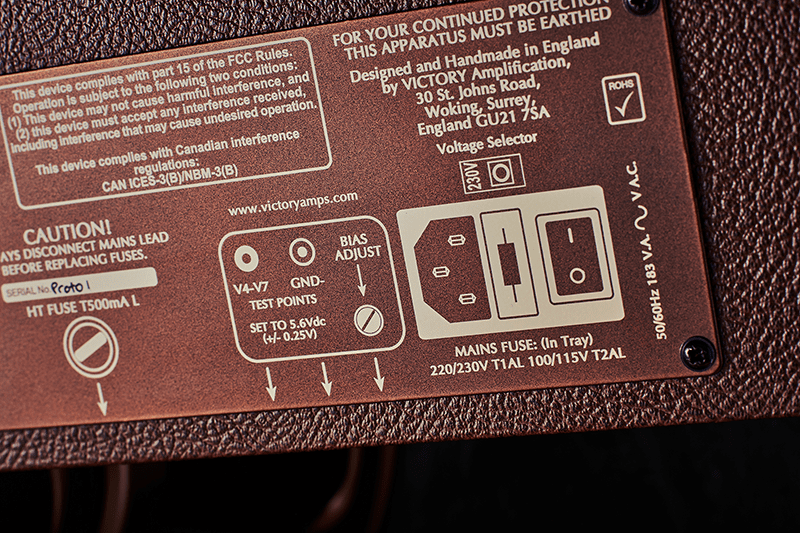 This device complies with part 15 of the FCC Rules.
Operation is subject to the following two conditions:
(1) This device may not cause harmful interference, and
(2) this device must accept any interference received,
including interference that may cause undesired operation.
This device complies with Canadian interference
regulations:
CAN ICES-3(B)/NBM-3(B)
FOR YOUR CONTINUED PROTECTION
THIS APPARATUS MUST BE EARTHED
Designed and Handmade in England
by VICTORY Amplification,
30 St. Johns Road,
Woking, Surrey,
England GU21 7SA
ROHS
Voltage Selector
230V
www.victoryamps.com
CAUTION!
AYS DISCONNECT MAINS LEAD
BEFORE REPLACING FUSES.
SERIAL No. Proto 1
HT FUSE T500mA L
V4-V7
GND-
TEST POINTS
SET TO 5.6Vdc
(+/- 0.25V)
BIAS
ADJUST
I
O
MAINS FUSE: (In Tray)
220/230V T1AL 100/115V T2AL
50/60Hz 183 V.A. ∿ V A.C.